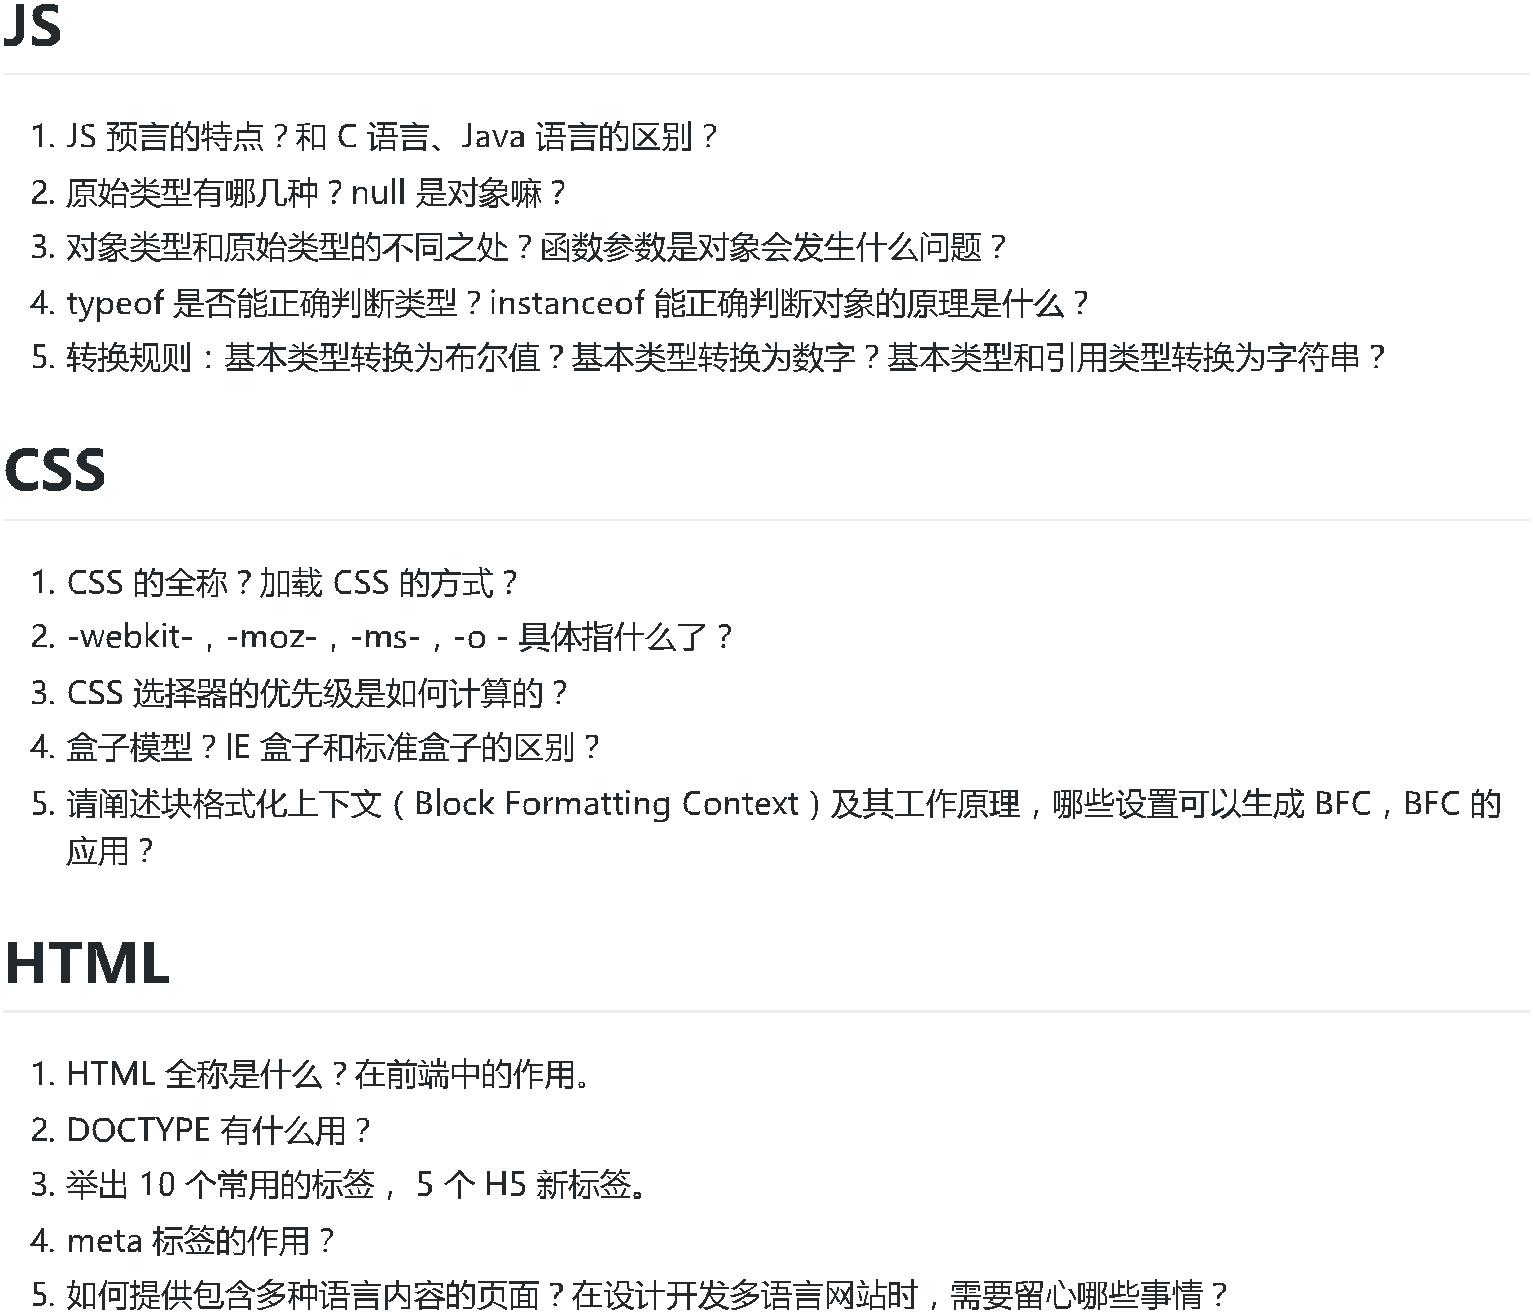 JS
1. JS 预言的特点？和 C 语言、Java 语言的区别？
2. 原始类型有哪几种？null 是对象嘛？
3. 对象类型和原始类型的不同之处？函数参数是对象会发生什么问题？
4. typeof 是否能正确判断类型？instanceof 能正确判断对象的原理是什么？
5. 转换规则：基本类型转换为布尔值？基本类型转换为数字？基本类型和引用类型转换为字符串？
CSS
1. CSS 的全称？加载 CSS 的方式？
2. -webkit-，-moz-，-ms-，-o - 具体指什么了？
3. CSS 选择器的优先级是如何计算的？
4. 盒子模型？IE 盒子和标准盒子的区别？
5. 请阐述块格式化上下文（Block Formatting Context）及其工作原理，哪些设置可以生成 BFC，BFC 的
应用？
HTML
1. HTML 全称是什么？在前端中的作用。
2. DOCTYPE 有什么用？
3. 举出 10 个常用的标签， 5 个 H5 新标签。
4. meta 标签的作用？
5. 如何提供包含多种语言内容的页面？在设计开发多语言网站时，需要留心哪些事情？